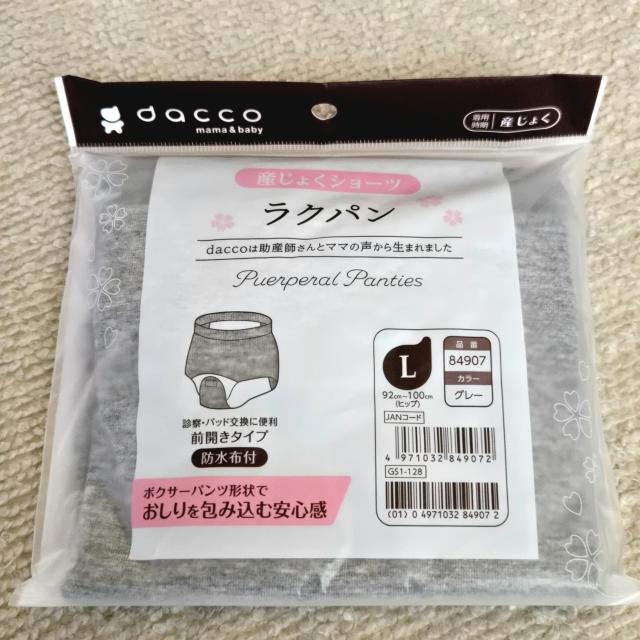 dacco
mama & baby
着用時期 産じょく
産じょくショーツ
ラクパン
daccoは助産師さんとママの声から生まれました
Puerperal Panties
診察・パッド交換に便利
前開きタイプ
防水布付
ボクサーパンツ形状で
おしりを包み込む安心感
L
92cm~100cm
(ヒップ)
品番
84907
カラー
グレー
JANコード
4 971032 849072
GS1-128
(01) 0 4971032 84907 2